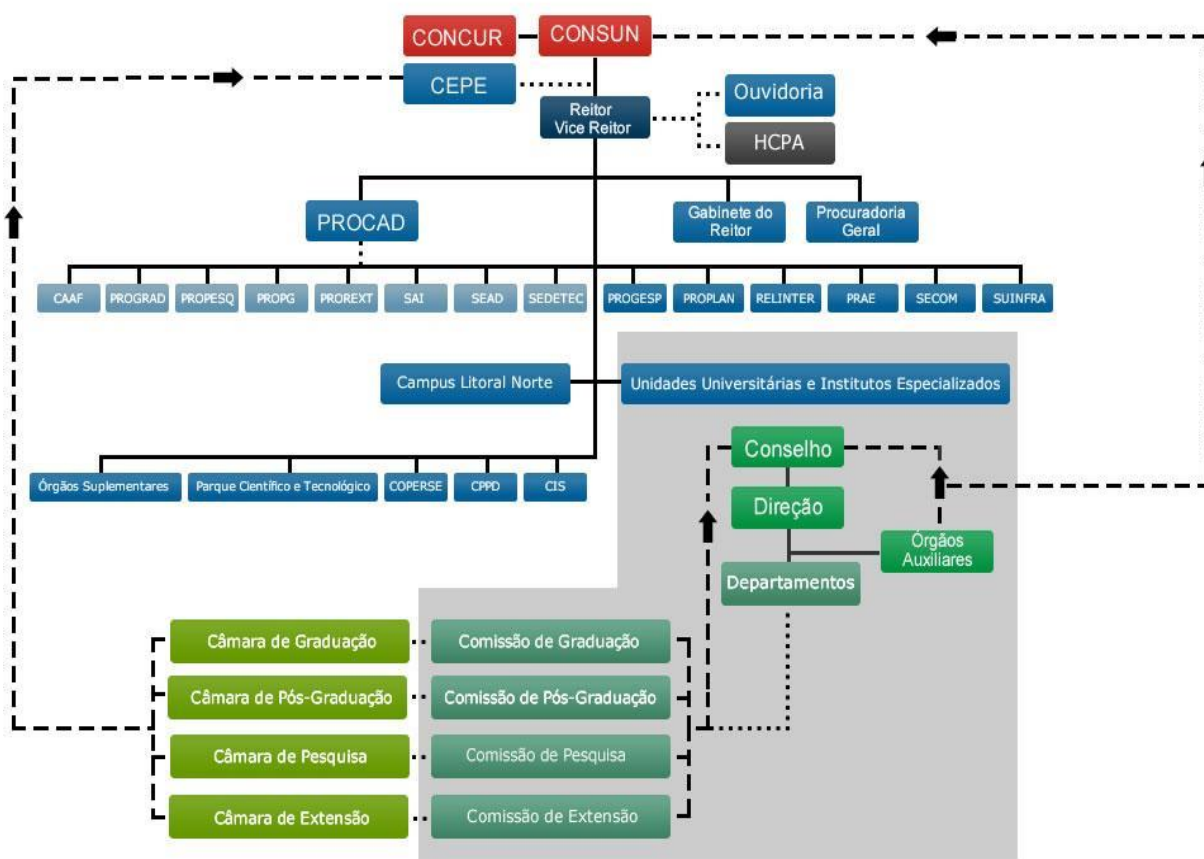 CONCUR
CONSUN
CEPE
Reitor
Vice Reitor
Ouvidoria
HCPA
PROCAD
Gabinete do
Reitor
Procuradoria
Geral
CAAF
PROGRAD
PROPESQ
PROPG
PROREXT
SAI
SEAD
SEDETEC
PROGESP
PROPLAN
RELINTER
PRAE
SECOM
SUINFRA
Campus Litoral Norte
Unidades Universitárias e Institutos Especializados
Conselho
Direção
Órgãos
Auxiliares
Departamentos
Órgãos Suplementares
Parque Científico e Tecnológico
COPERSE
CPPD
CIS
Câmara de Graduação
Comissão de Graduação
Câmara de Pós-Graduação
Comissão de Pós-Graduação
Câmara de Pesquisa
Comissão de Pesquisa
Câmara de Extensão
Comissão de Extensão